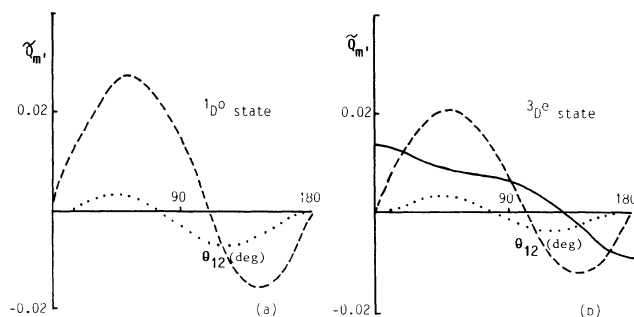 Q̃m'
0.02
¹Dᵒ state
90
180
θ₁₂ (deg)
-0.02
(a)
Q̃m'
0.02
³Dᵉ state
90
180
θ₁₂ (deg)
-0.02
(b)